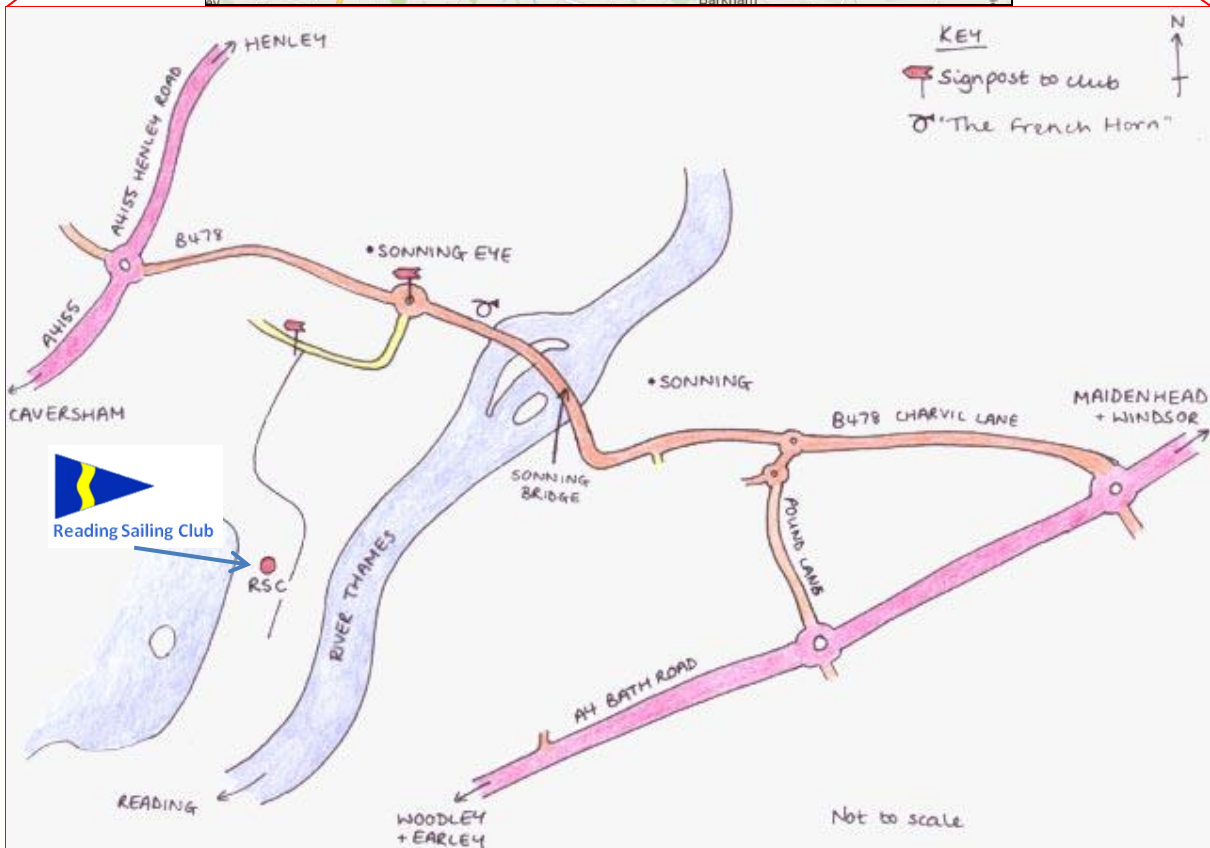 Barkham
HENLEY
KEY
N
Signpost to club
"The French Horn"
A4155 HENLEY ROAD
B478
SONNING EYE
A4155
CAVERSHAM
SONNING
B478 CHARVIL LANE
MAIDENHEAD
+ WINDSOR
SONNING
BRIDGE
POUND LANE
Reading Sailing Club
RSC
RIVER THAMES
A4 BATH ROAD
READING
WOODLEY
+ EARLEY
Not to scale